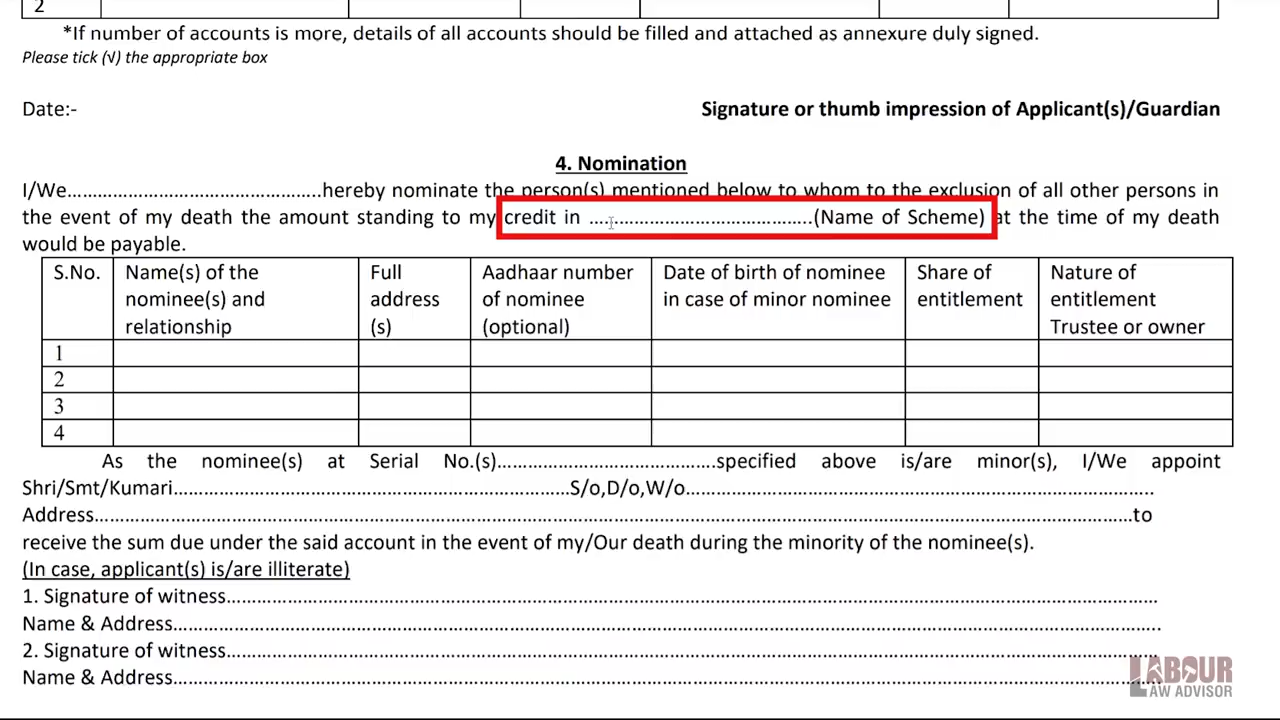 2
*If number of accounts is more, details of all accounts should be filled and attached as annexure duly signed.
Please tick (√) the appropriate box
Date:-
Signature or thumb impression of Applicant(s)/Guardian
4. Nomination
I/We……………………………..hereby nominate the person(s) mentioned below to whom to the exclusion of all other persons in
the event of my death the amount standing to my credit in …………………………………..(Name of Scheme) at the time of my death
would be payable.
S.No. Name(s) of the nominee(s) and relationship Full address (s) Aadhaar number of nominee (optional) Date of birth of nominee in case of minor nominee Share of entitlement Nature of entitlement Trustee or owner
1
2
3
4
As the nominee(s) at Serial No.(s)………………………………….specified above is/are minor(s), I/We appoint
Shri/Smt/Kumari………………………………………………………………S/o,D/o,W/o……………………………………………………………………..
Address………………………………………………………………………………………………………………………………………………to
receive the sum due under the said account in the event of my/Our death during the minority of the nominee(s).
(In case, applicant(s) is/are illiterate)
1. Signature of witness……………………………………………………………………………………………………………………
Name & Address……………………………………………………………………………………………………………………………..
2. Signature of witness……………………………………………………………………………………………………………………
Name & Address……………………………………………………………………………………………………………………………..
LABOUR
LAW ADVISOR